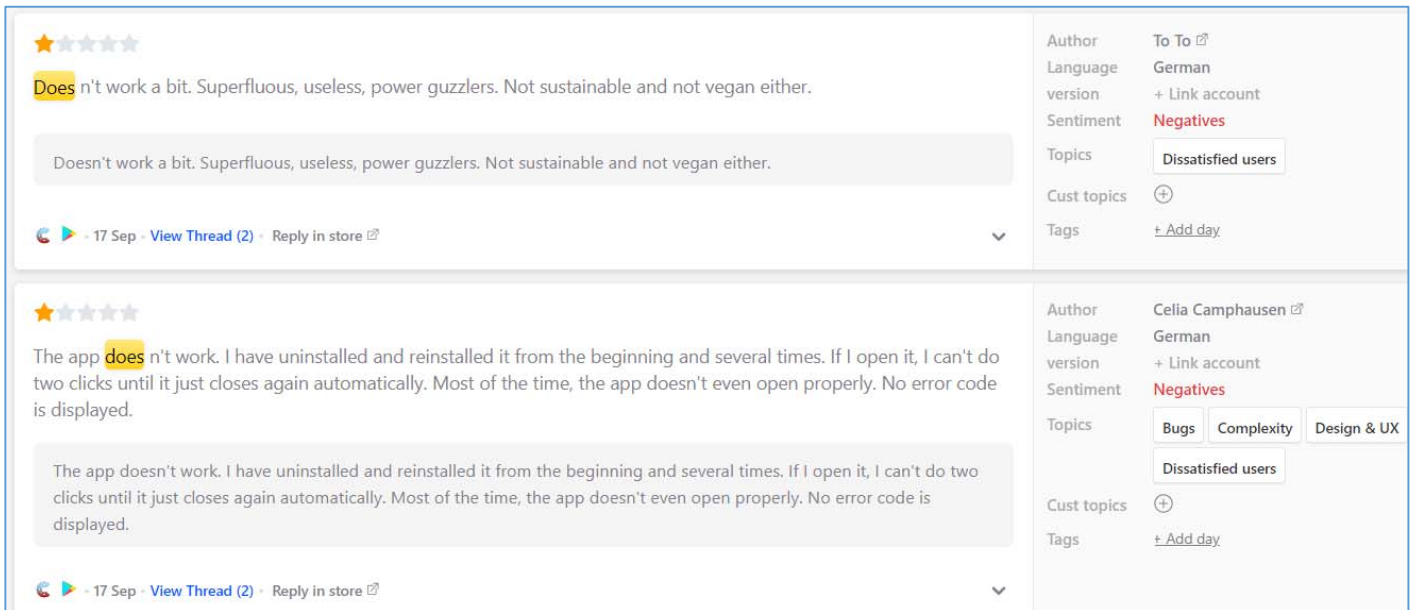 Does n't work a bit. Superfluous, useless, power guzzlers. Not sustainable and not vegan either.
Doesn't work a bit. Superfluous, useless, power guzzlers. Not sustainable and not vegan either.
- 17 Sep - View Thread (2) - Reply in store
Author To To
Language German
version + Link account
Sentiment Negatives
Topics Dissatisfied users
Cust topics
Tags + Add day
The app does n't work. I have uninstalled and reinstalled it from the beginning and several times. If I open it, I can't do
two clicks until it just closes again automatically. Most of the time, the app doesn't even open properly. No error code
is displayed.
The app doesn't work. I have uninstalled and reinstalled it from the beginning and several times. If I open it, I can't do two
clicks until it just closes again automatically. Most of the time, the app doesn't even open properly. No error code is
displayed.
- 17 Sep - View Thread (2) - Reply in store
Author Celia Camphausen
Language German
version + Link account
Sentiment Negatives
Topics Bugs Complexity Design & UX
Dissatisfied users
Cust topics
Tags + Add day